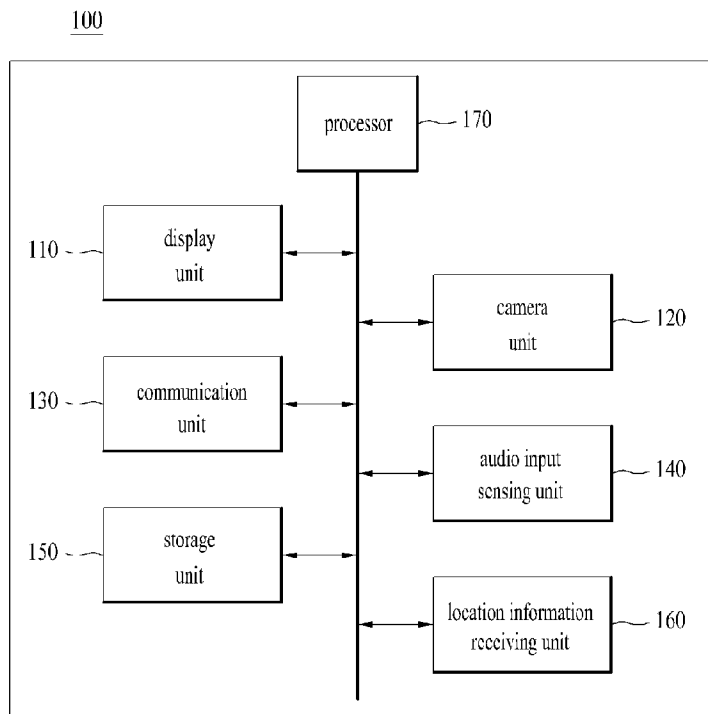 100
processor
170
110
display
unit
camera
unit
120
130
communication
unit
audio input
sensing unit
140
150
storage
unit
location information
receiving unit
160